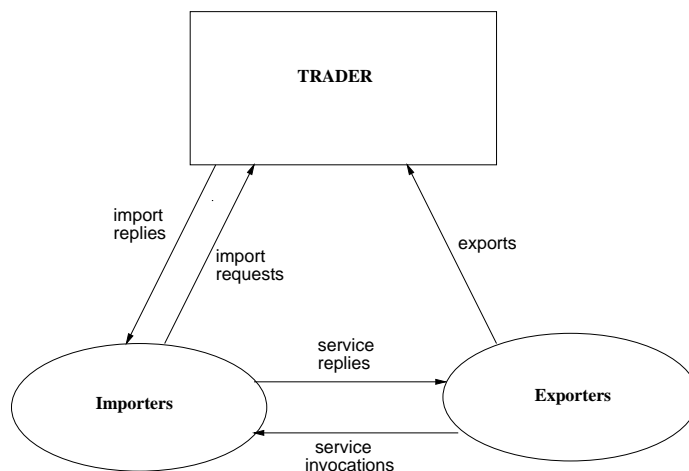 TRADER
import
replies
import
requests
exports
service
replies
Importers
Exporters
service
invocations